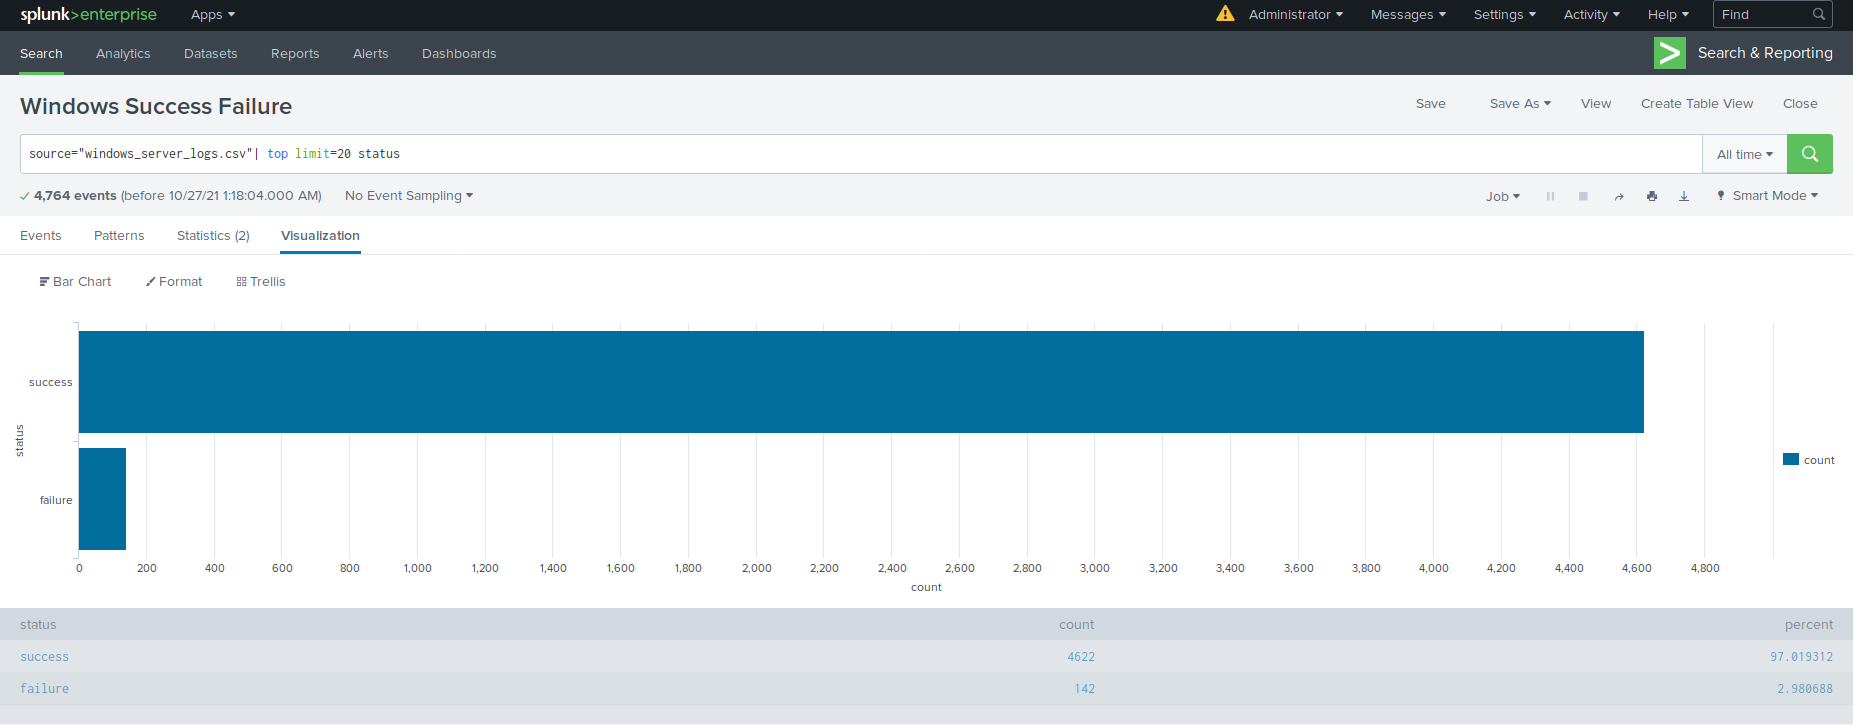 splunk>enterprise Apps Administrator Messages Settings Activity Help Find
Search Analytics Datasets Reports Alerts Dashboards Search & Reporting
Windows Success Failure Save Save As View Create Table View Close
source="windows_server_logs.csv"| top limit=20 status All time
4,764 events (before 10/27/21 1:18:04.000 AM) No Event Sampling Job Smart Mode
Events Patterns Statistics (2) Visualization
Bar Chart Format Trellis
success
status
failure
count
0 200 400 600 800 1,000 1,200 1,400 1,600 1,800 2,000 2,200 2,400 2,600 2,800 3,000 3,200 3,400 3,600 3,800 4,000 4,200 4,400 4,600 4,800
count
status count percent
success 4622 97.019312
failure 142 2.980688